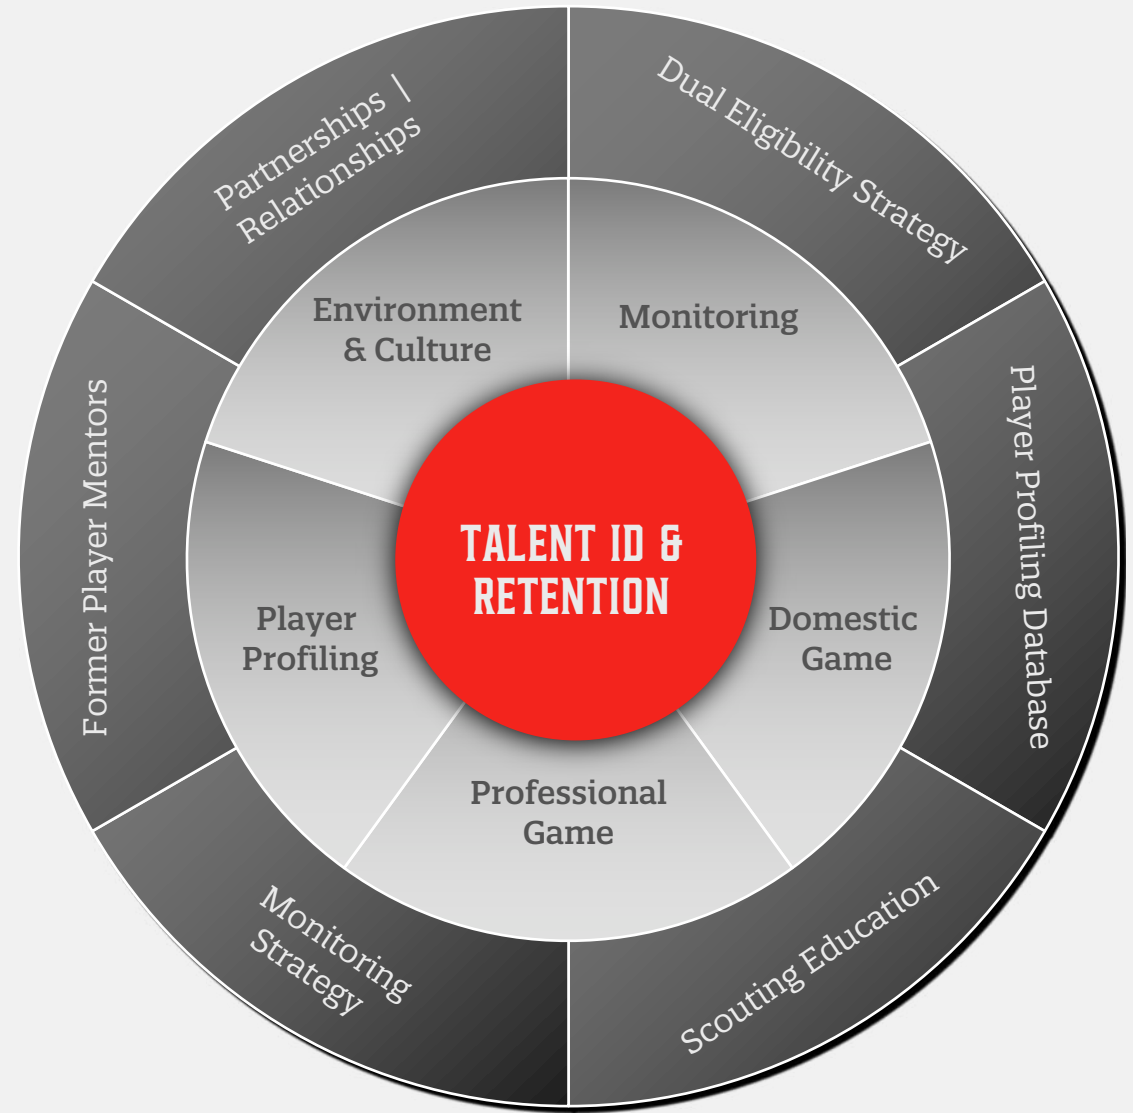 Partnerships |
Relationships
Dual Eligibility Strategy
Player Profiling Database
Scouting Education
Monitoring
Strategy
Former Player Mentors
Environment
& Culture
Monitoring
Domestic
Game
Professional
Game
Player
Profiling
TALENT ID &
RETENTION